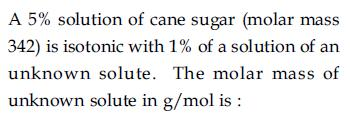 A 5% solution of cane sugar (molar mass
342) is isotonic with 1% of a solution of an
unknown solute. The molar mass of
unknown solute in g/mol is :